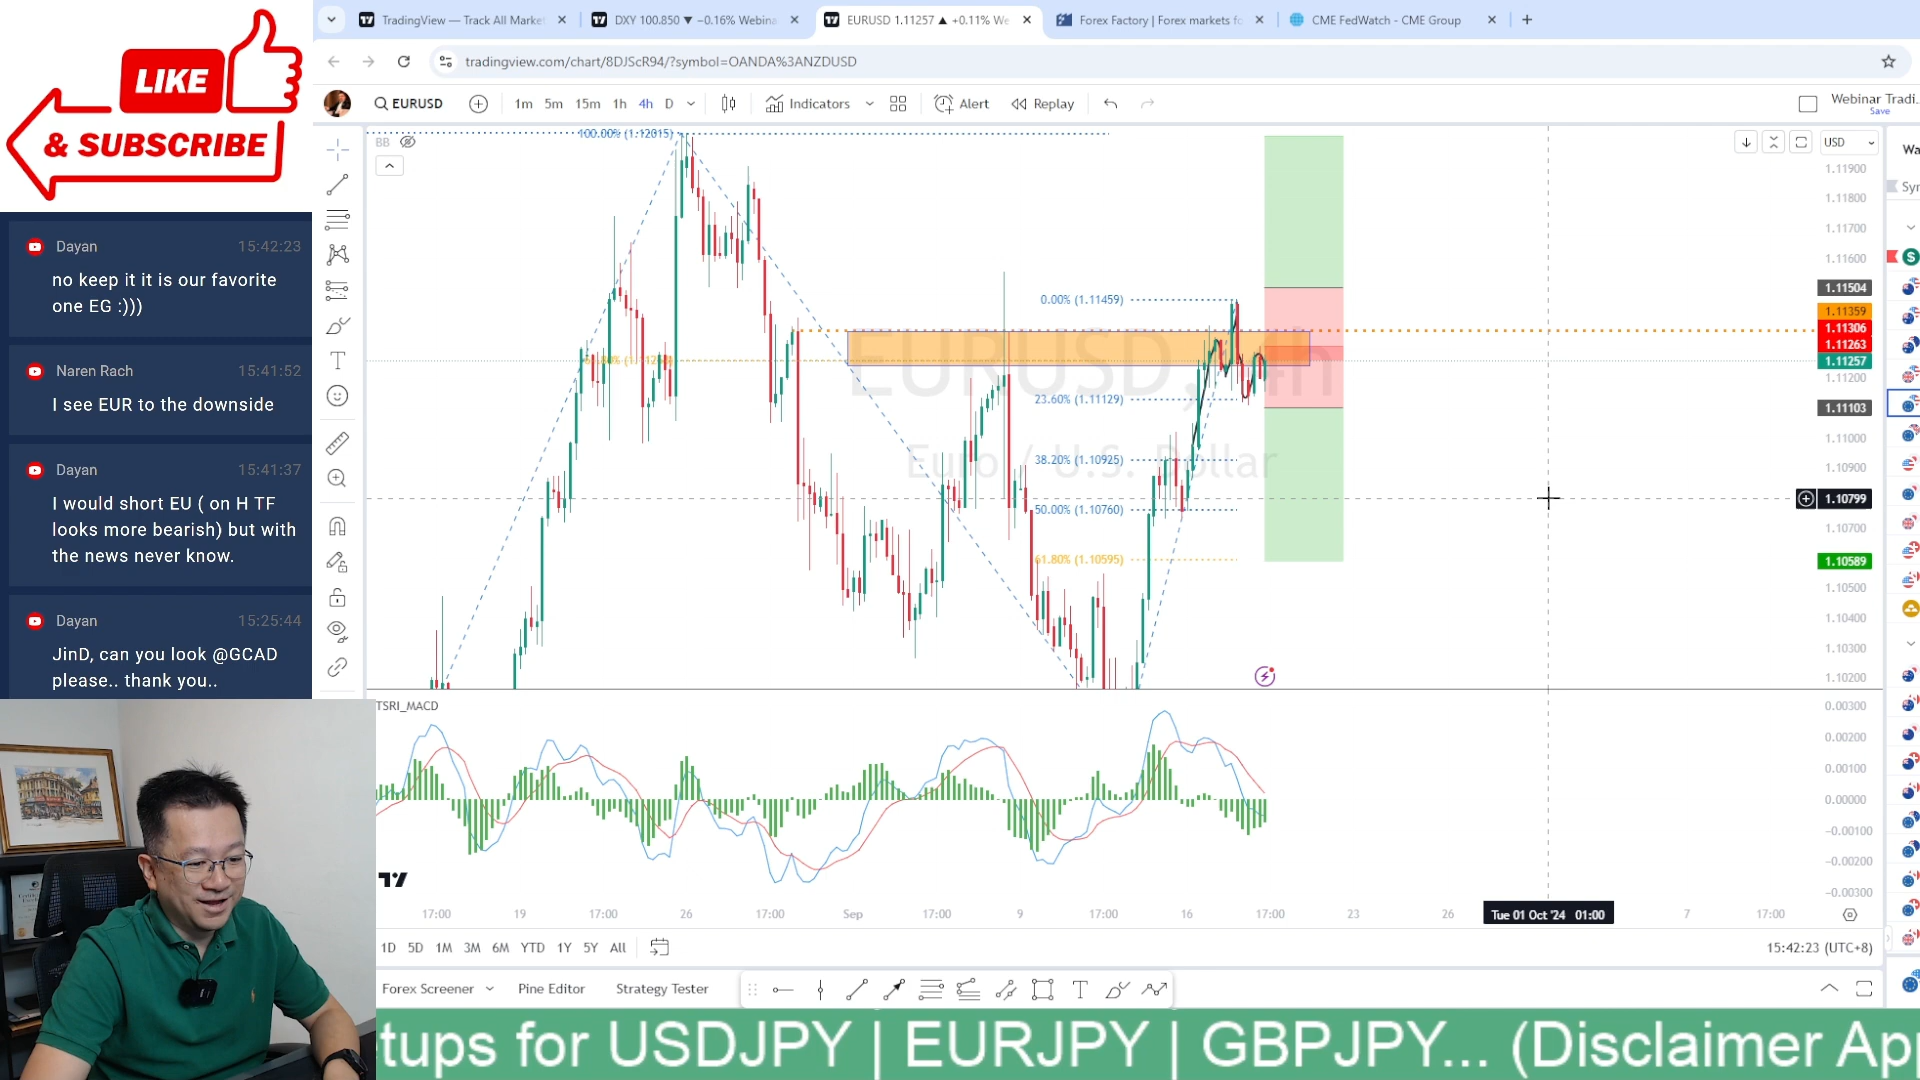 LIKE
& SUBSCRIBE
Dayan 15:42:23
no keep it it is our favorite
one EG :)))
Naren Rach 15:41:52
I see EUR to the downside
Dayan 15:41:37
I would short EU ( on H TF
looks more bearish) but with
the news never know.
Dayan 15:25:44
JinD, can you look @GCAD
please.. thank you..
TradingView — Track All Marke
DXY 100.850 ▼ −0.16% Webina
EURUSD 1.11257 ▲ +0.11% We
Forex Factory | Forex markets fo
CME FedWatch - CME Group
tradingview.com/chart/8DJScR94/?symbol=OANDA%3ANZDUSD
EURUSD
1m 5m 15m 1h 4h D
Indicators
Alert
Replay
Webinar Tradi...
Save
BB
USD
Wa
Sy
100.00% (1.12015)
0.00% (1.11459)
23.60% (1.11129)
38.20% (1.10925)
50.00% (1.10760)
61.80% (1.10595)
EURUSD, 4h
Euro / U.S. Dollar
1.11900
1.11800
1.11700
1.11600
1.11504
1.11359
1.11306
1.11263
1.11257
1.11200
1.11103
1.11000
1.10900
1.10799
1.10700
1.10589
1.10500
1.10400
1.10300
1.10200
TSRI_MACD
0.00300
0.00200
0.00100
0.00000
−0.00100
−0.00200
−0.00300
17:00 19 17:00 26 17:00 Sep 17:00 9 17:00 16 17:00 23 26 Tue 01 Oct '24 01:00 7 17:00
1D 5D 1M 3M 6M YTD 1Y 5Y All
15:42:23 (UTC+8)
Forex Screener
Pine Editor
Strategy Tester
tups for USDJPY | EURJPY | GBPJPY... (Disclaimer Ap